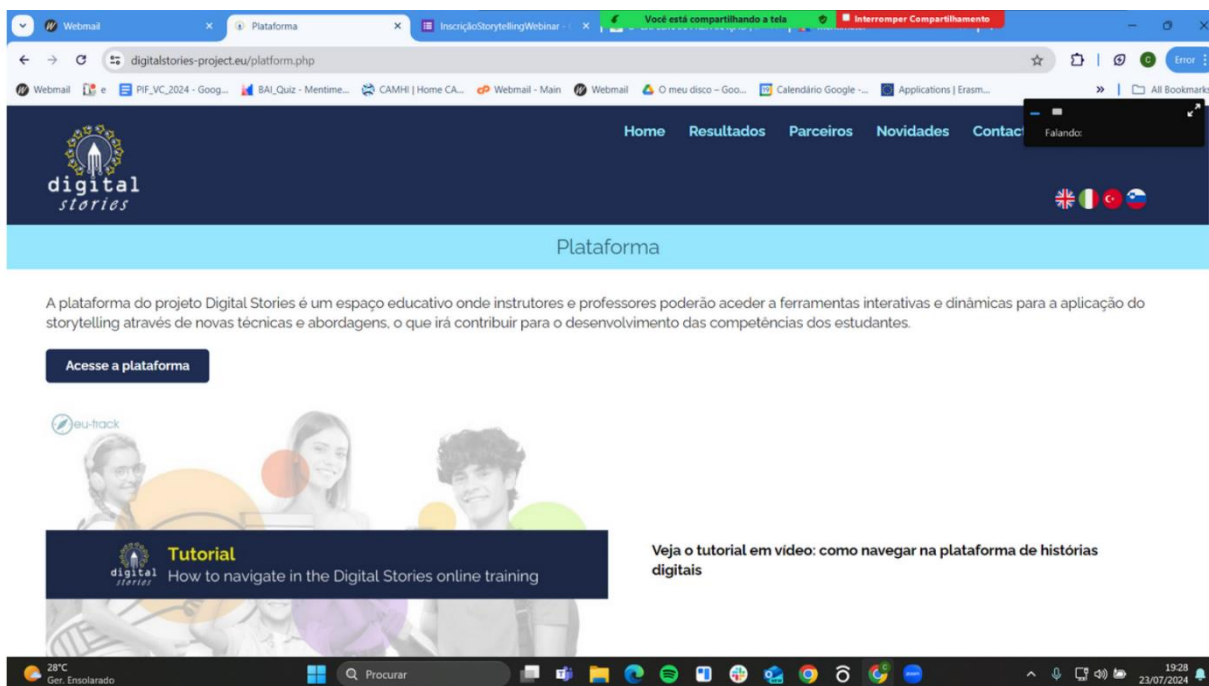 Webmail
Plataforma
InscriçãoStorytellingWebinar -
Você está compartilhando a tela
Interromper Compartilhamento
digitalstories-project.eu/platform.php
Error
Webmail
e
PIF_VC_2024 - Goog...
BAI_Quiz - Mentime...
CAMHI | Home CA...
Webmail - Main
Webmail
O meu disco – Goo...
Calendário Google -...
Applications | Erasm...
»
All Bookmarks
Falando:
digital
stories
Home
Resultados
Parceiros
Novidades
Contac
Plataforma
A plataforma do projeto Digital Stories é um espaço educativo onde instrutores e professores poderão aceder a ferramentas interativas e dinâmicas para a aplicação do
storytelling através de novas técnicas e abordagens, o que irá contribuir para o desenvolvimento das competências dos estudantes.
Acesse a plataforma
eu-track
digital
stories
Tutorial
How to navigate in the Digital Stories online training
Veja o tutorial em vídeo: como navegar na plataforma de histórias
digitais
28°C
Ger. Ensolarado
Procurar
19:28
23/07/2024